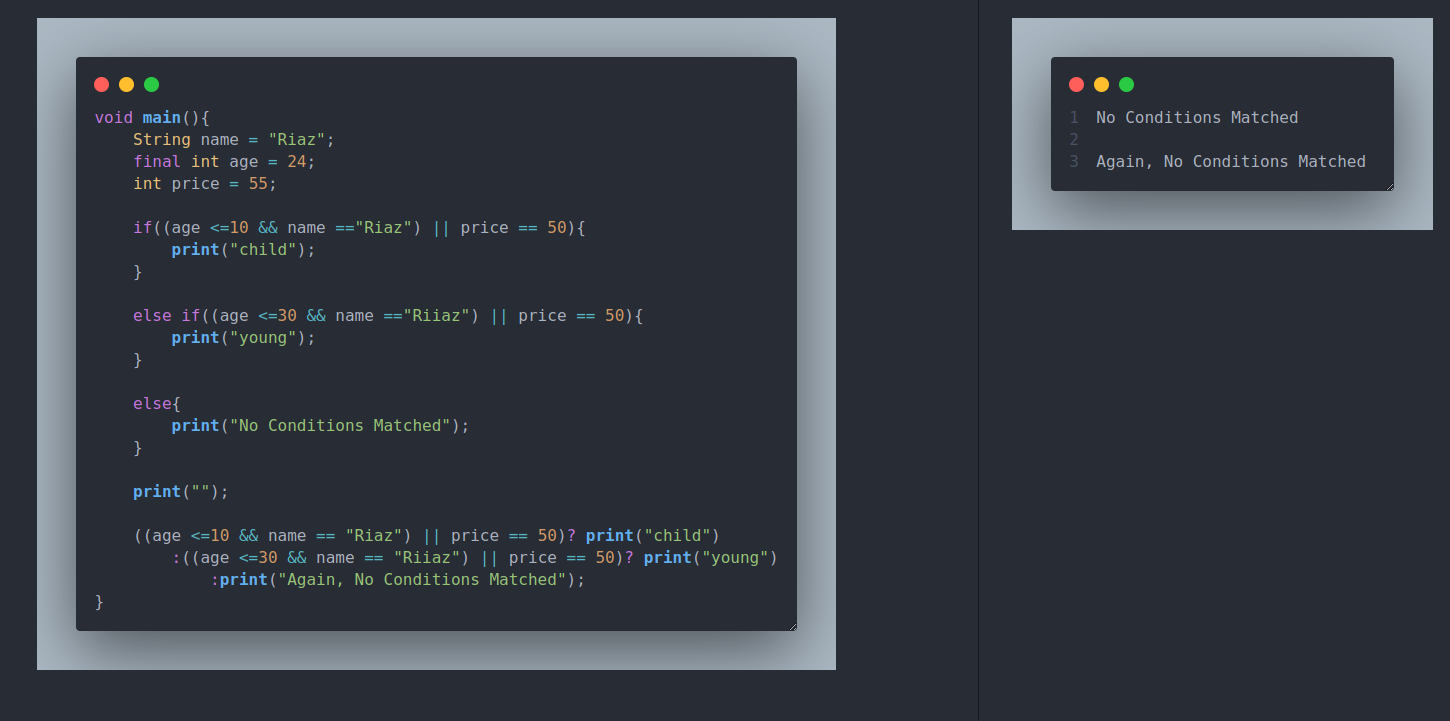 void main(){
    String name = "Riaz";
    final int age = 24;
    int price = 55;

    if((age <=10 && name =="Riaz") || price == 50){
        print("child");
    }

    else if((age <=30 && name =="Riiaz") || price == 50){
        print("young");
    }

    else{
        print("No Conditions Matched");
    }

    print("");

    ((age <=10 && name == "Riaz") || price == 50)? print("child")
        :((age <=30 && name == "Riiaz") || price == 50)? print("young")
            :print("Again, No Conditions Matched");
}
1 No Conditions Matched
2
3 Again, No Conditions Matched